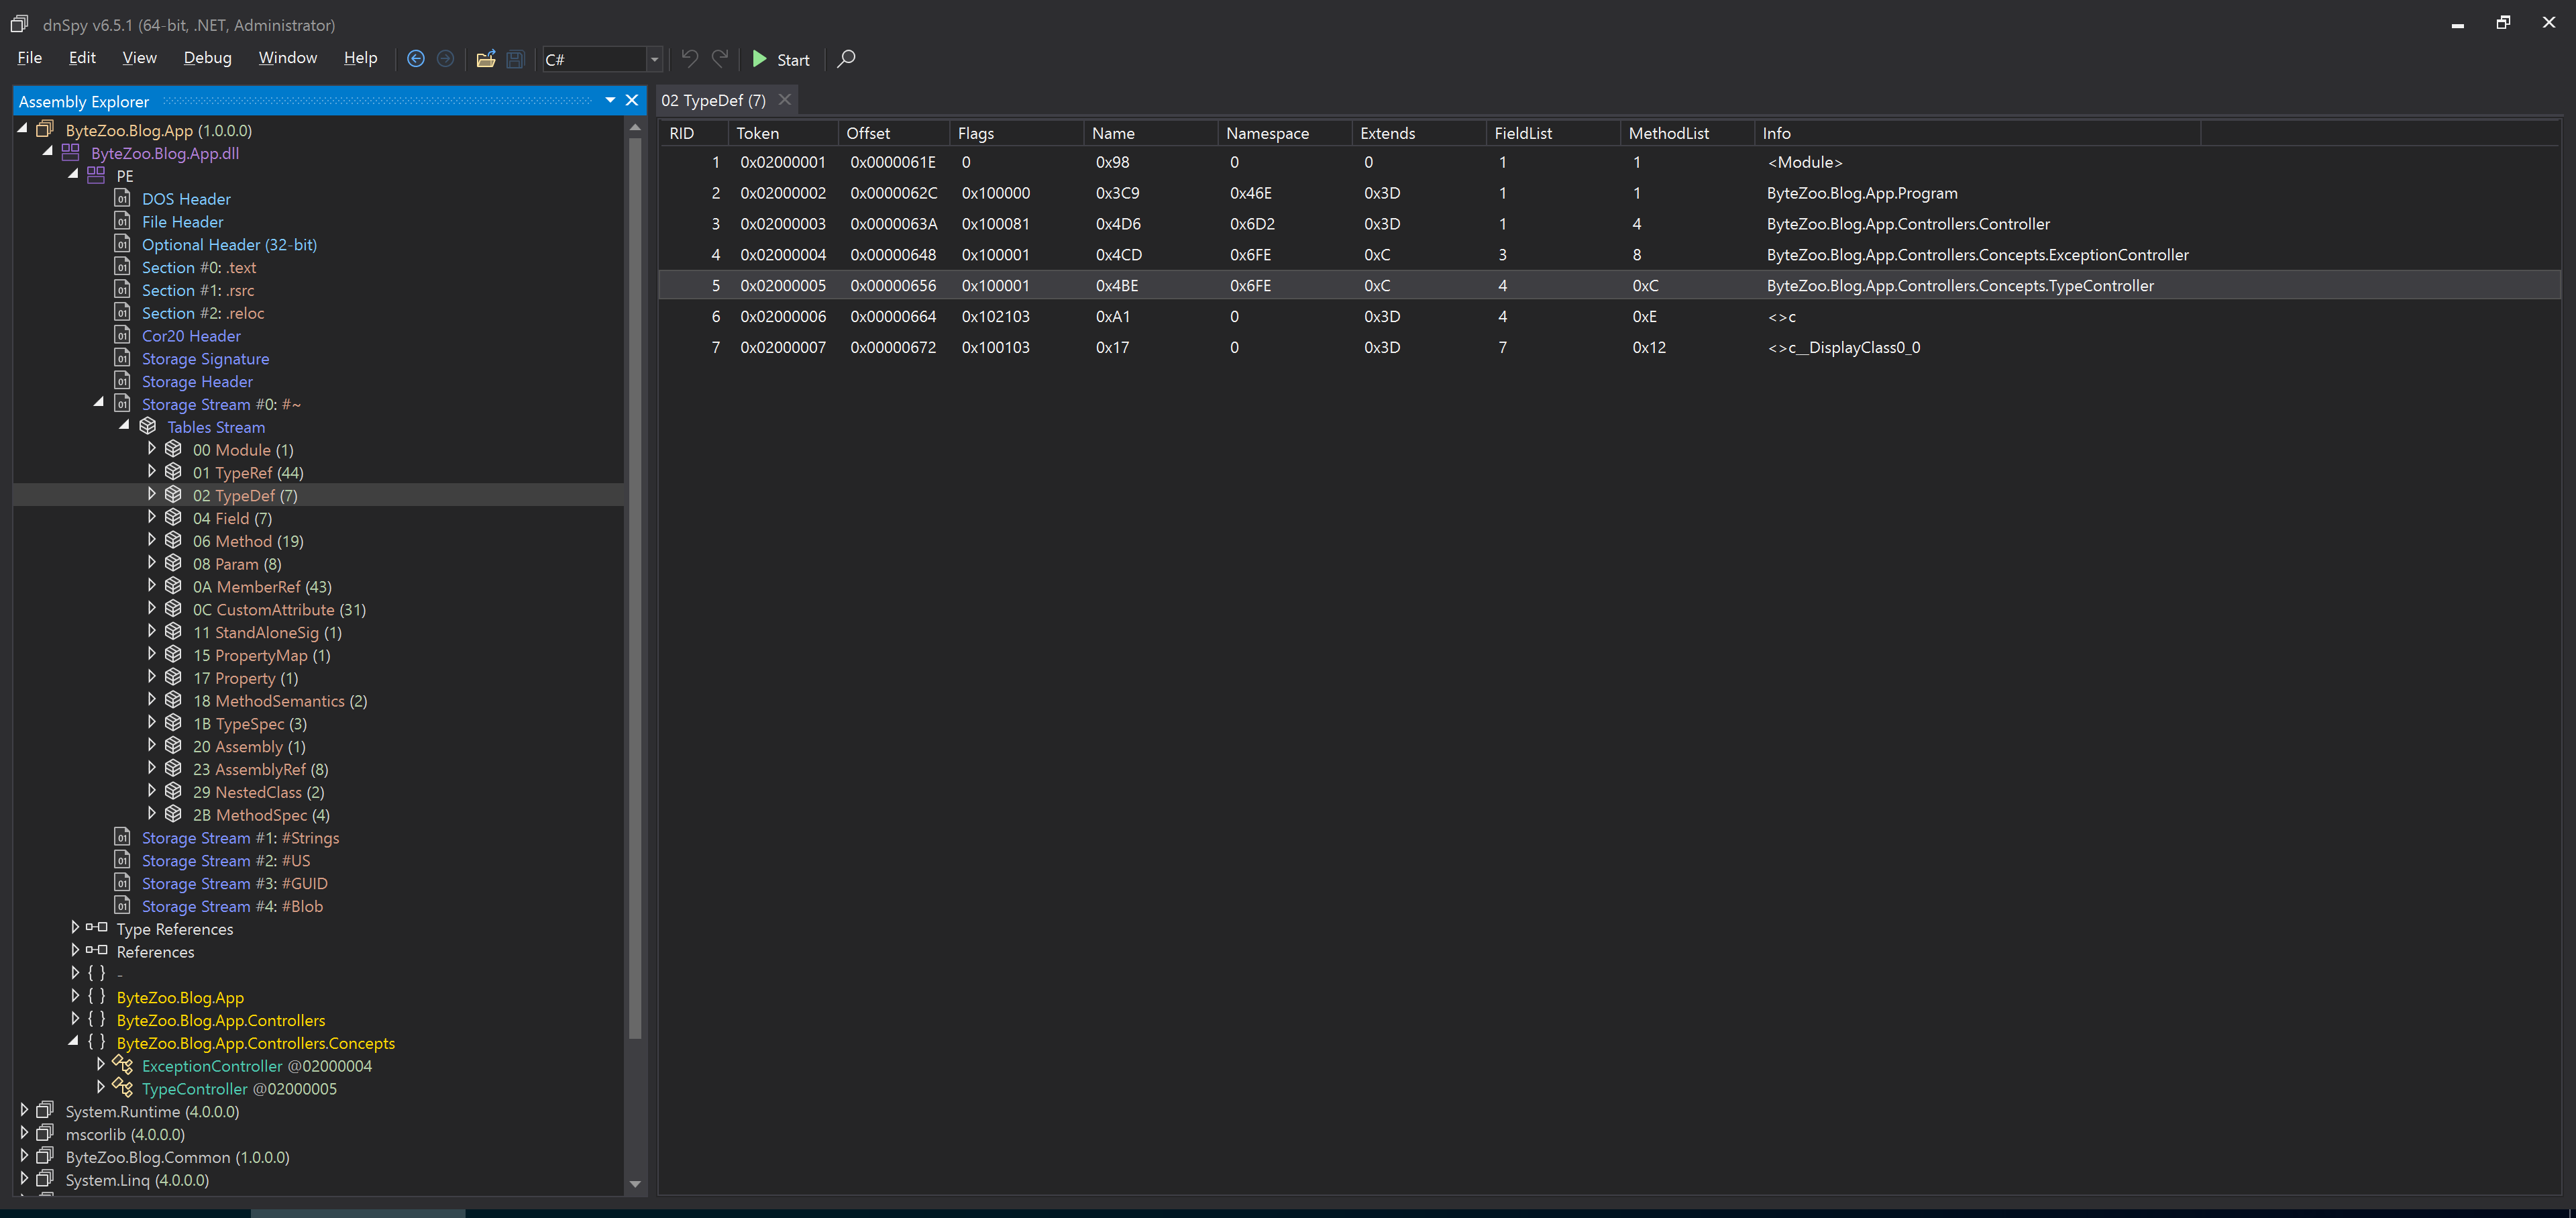 dnSpy v6.5.1 (64-bit, .NET, Administrator)
File Edit View Debug Window Help C# Start
Assembly Explorer
ByteZoo.Blog.App (1.0.0.0)
ByteZoo.Blog.App.dll
PE
DOS Header
File Header
Optional Header (32-bit)
Section #0: .text
Section #1: .rsrc
Section #2: .reloc
Cor20 Header
Storage Signature
Storage Header
Storage Stream #0: #~
Tables Stream
00 Module (1)
01 TypeRef (44)
02 TypeDef (7)
04 Field (7)
06 Method (19)
08 Param (8)
0A MemberRef (43)
0C CustomAttribute (31)
11 StandAloneSig (1)
15 PropertyMap (1)
17 Property (1)
18 MethodSemantics (2)
1B TypeSpec (3)
20 Assembly (1)
23 AssemblyRef (8)
29 NestedClass (2)
2B MethodSpec (4)
Storage Stream #1: #Strings
Storage Stream #2: #US
Storage Stream #3: #GUID
Storage Stream #4: #Blob
Type References
References
{ } -
{ } ByteZoo.Blog.App
{ } ByteZoo.Blog.App.Controllers
{ } ByteZoo.Blog.App.Controllers.Concepts
ExceptionController @02000004
TypeController @02000005
System.Runtime (4.0.0.0)
mscorlib (4.0.0.0)
ByteZoo.Blog.Common (1.0.0.0)
System.Linq (4.0.0.0)
02 TypeDef (7)
RID Token Offset Flags Name Namespace Extends FieldList MethodList Info
1 0x02000001 0x0000061E 0 0x98 0 0 1 1 <Module>
2 0x02000002 0x0000062C 0x100000 0x3C9 0x46E 0x3D 1 1 ByteZoo.Blog.App.Program
3 0x02000003 0x0000063A 0x100081 0x4D6 0x6D2 0x3D 1 4 ByteZoo.Blog.App.Controllers.Controller
4 0x02000004 0x00000648 0x100001 0x4CD 0x6FE 0xC 3 8 ByteZoo.Blog.App.Controllers.Concepts.ExceptionController
5 0x02000005 0x00000656 0x100001 0x4BE 0x6FE 0xC 4 0xC ByteZoo.Blog.App.Controllers.Concepts.TypeController
6 0x02000006 0x00000664 0x102103 0xA1 0 0x3D 4 0xE <>c
7 0x02000007 0x00000672 0x100103 0x17 0 0x3D 7 0x12 <>c__DisplayClass0_0